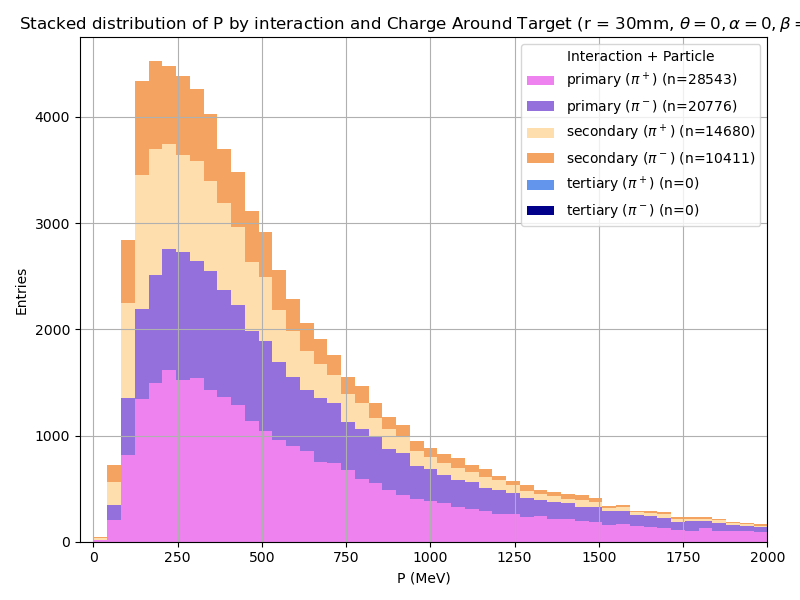 Stacked distribution of P by interaction and Charge Around Target (r = 30mm, θ = 0, α = 0, β =
Interaction + Particle
primary (π⁺) (n=28543)
primary (π⁻) (n=20776)
secondary (π⁺) (n=14680)
secondary (π⁻) (n=10411)
tertiary (π⁺) (n=0)
tertiary (π⁻) (n=0)
Entries
4000
3000
2000
1000
0
0 250 500 750 1000 1250 1500 1750 2000
P (MeV)